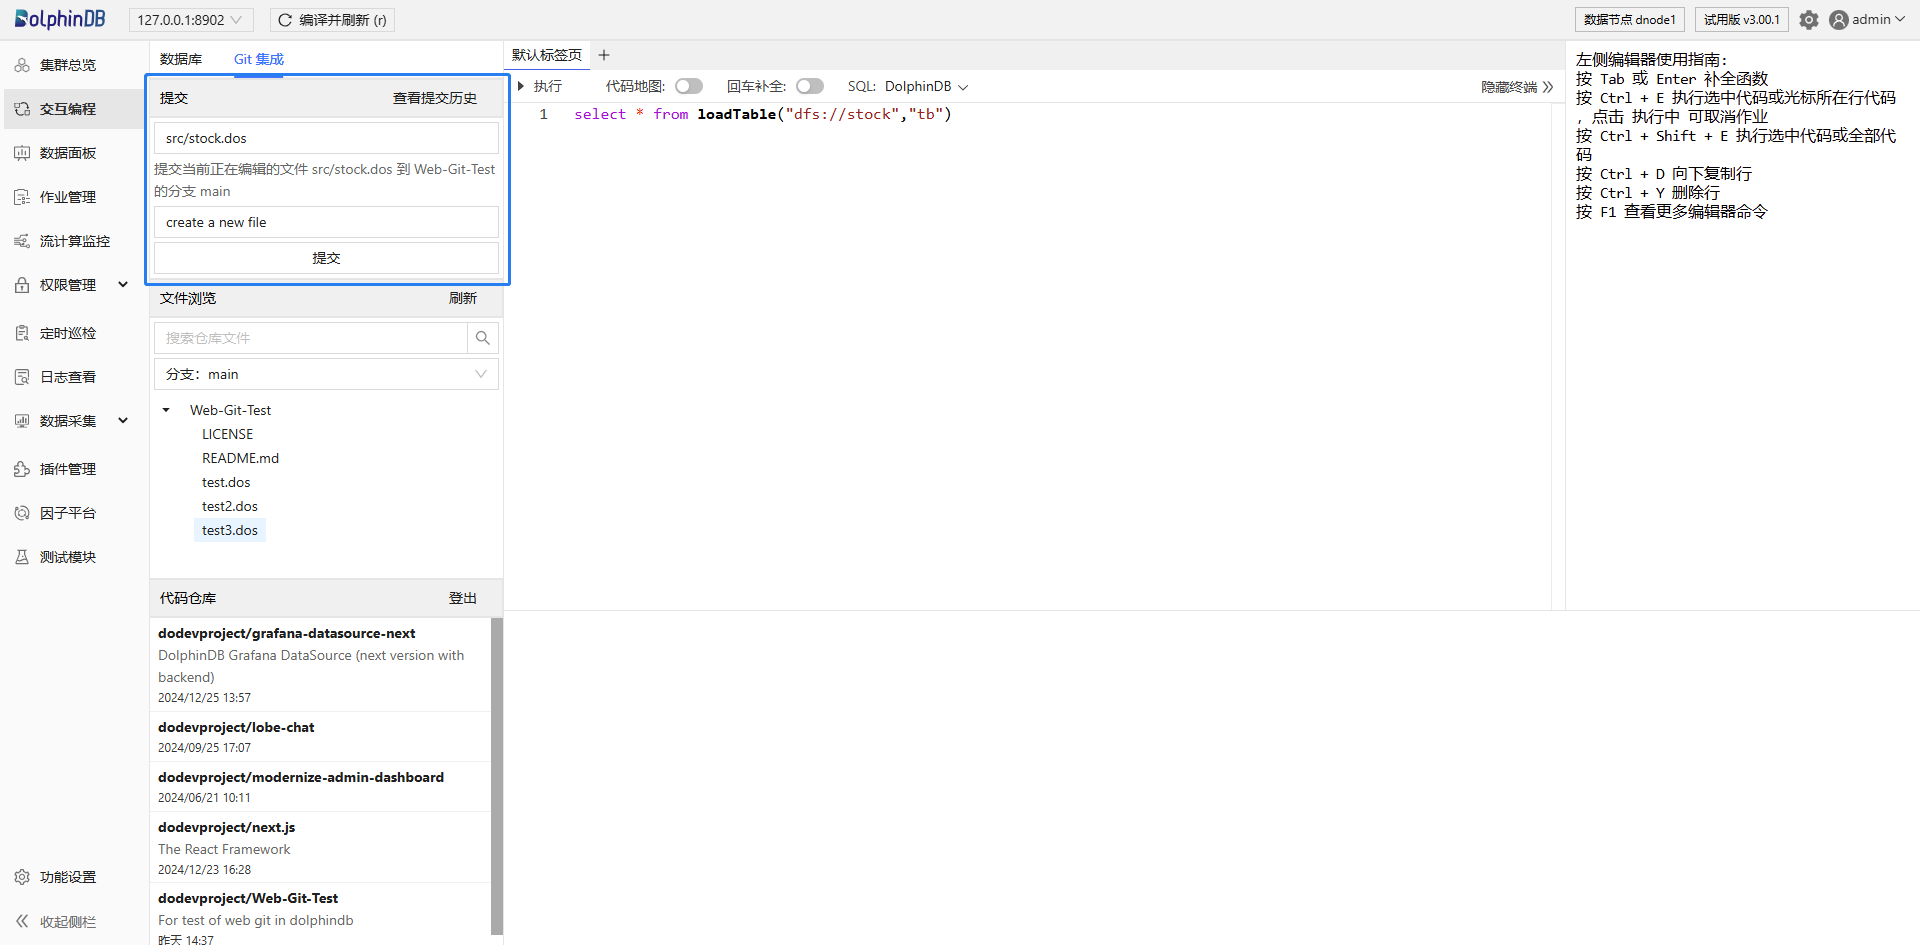 DolphinDB
127.0.0.1:8902
编译并刷新 (r)
数据节点 dnode1
试用版 v3.00.1
admin
集群总览
交互编程
数据面板
作业管理
流计算监控
权限管理
定时巡检
日志查看
数据采集
插件管理
因子平台
测试模块
功能设置
收起侧栏
数据库
Git 集成
提交
查看提交历史
src/stock.dos
提交当前正在编辑的文件 src/stock.dos 到 Web-Git-Test
的分支 main
create a new file
提交
文件浏览
刷新
搜索仓库文件
分支：main
Web-Git-Test
LICENSE
README.md
test.dos
test2.dos
test3.dos
代码仓库
登出
dodevproject/grafana-datasource-next
DolphinDB Grafana DataSource (next version with
backend)
2024/12/25 13:57
dodevproject/lobe-chat
2024/09/25 17:07
dodevproject/modernize-admin-dashboard
2024/06/21 10:11
dodevproject/next.js
The React Framework
2024/12/23 16:28
dodevproject/Web-Git-Test
For test of web git in dolphindb
昨天 14:37
默认标签页
执行
代码地图:
回车补全:
SQL: DolphinDB
隐藏终端
1 select * from loadTable("dfs://stock","tb")
左侧编辑器使用指南:
按 Tab 或 Enter 补全函数
按 Ctrl + E 执行选中代码或光标所在行代码
, 点击 执行中 可取消作业
按 Ctrl + Shift + E 执行选中代码或全部代
码
按 Ctrl + D 向下复制行
按 Ctrl + Y 删除行
按 F1 查看更多编辑器命令